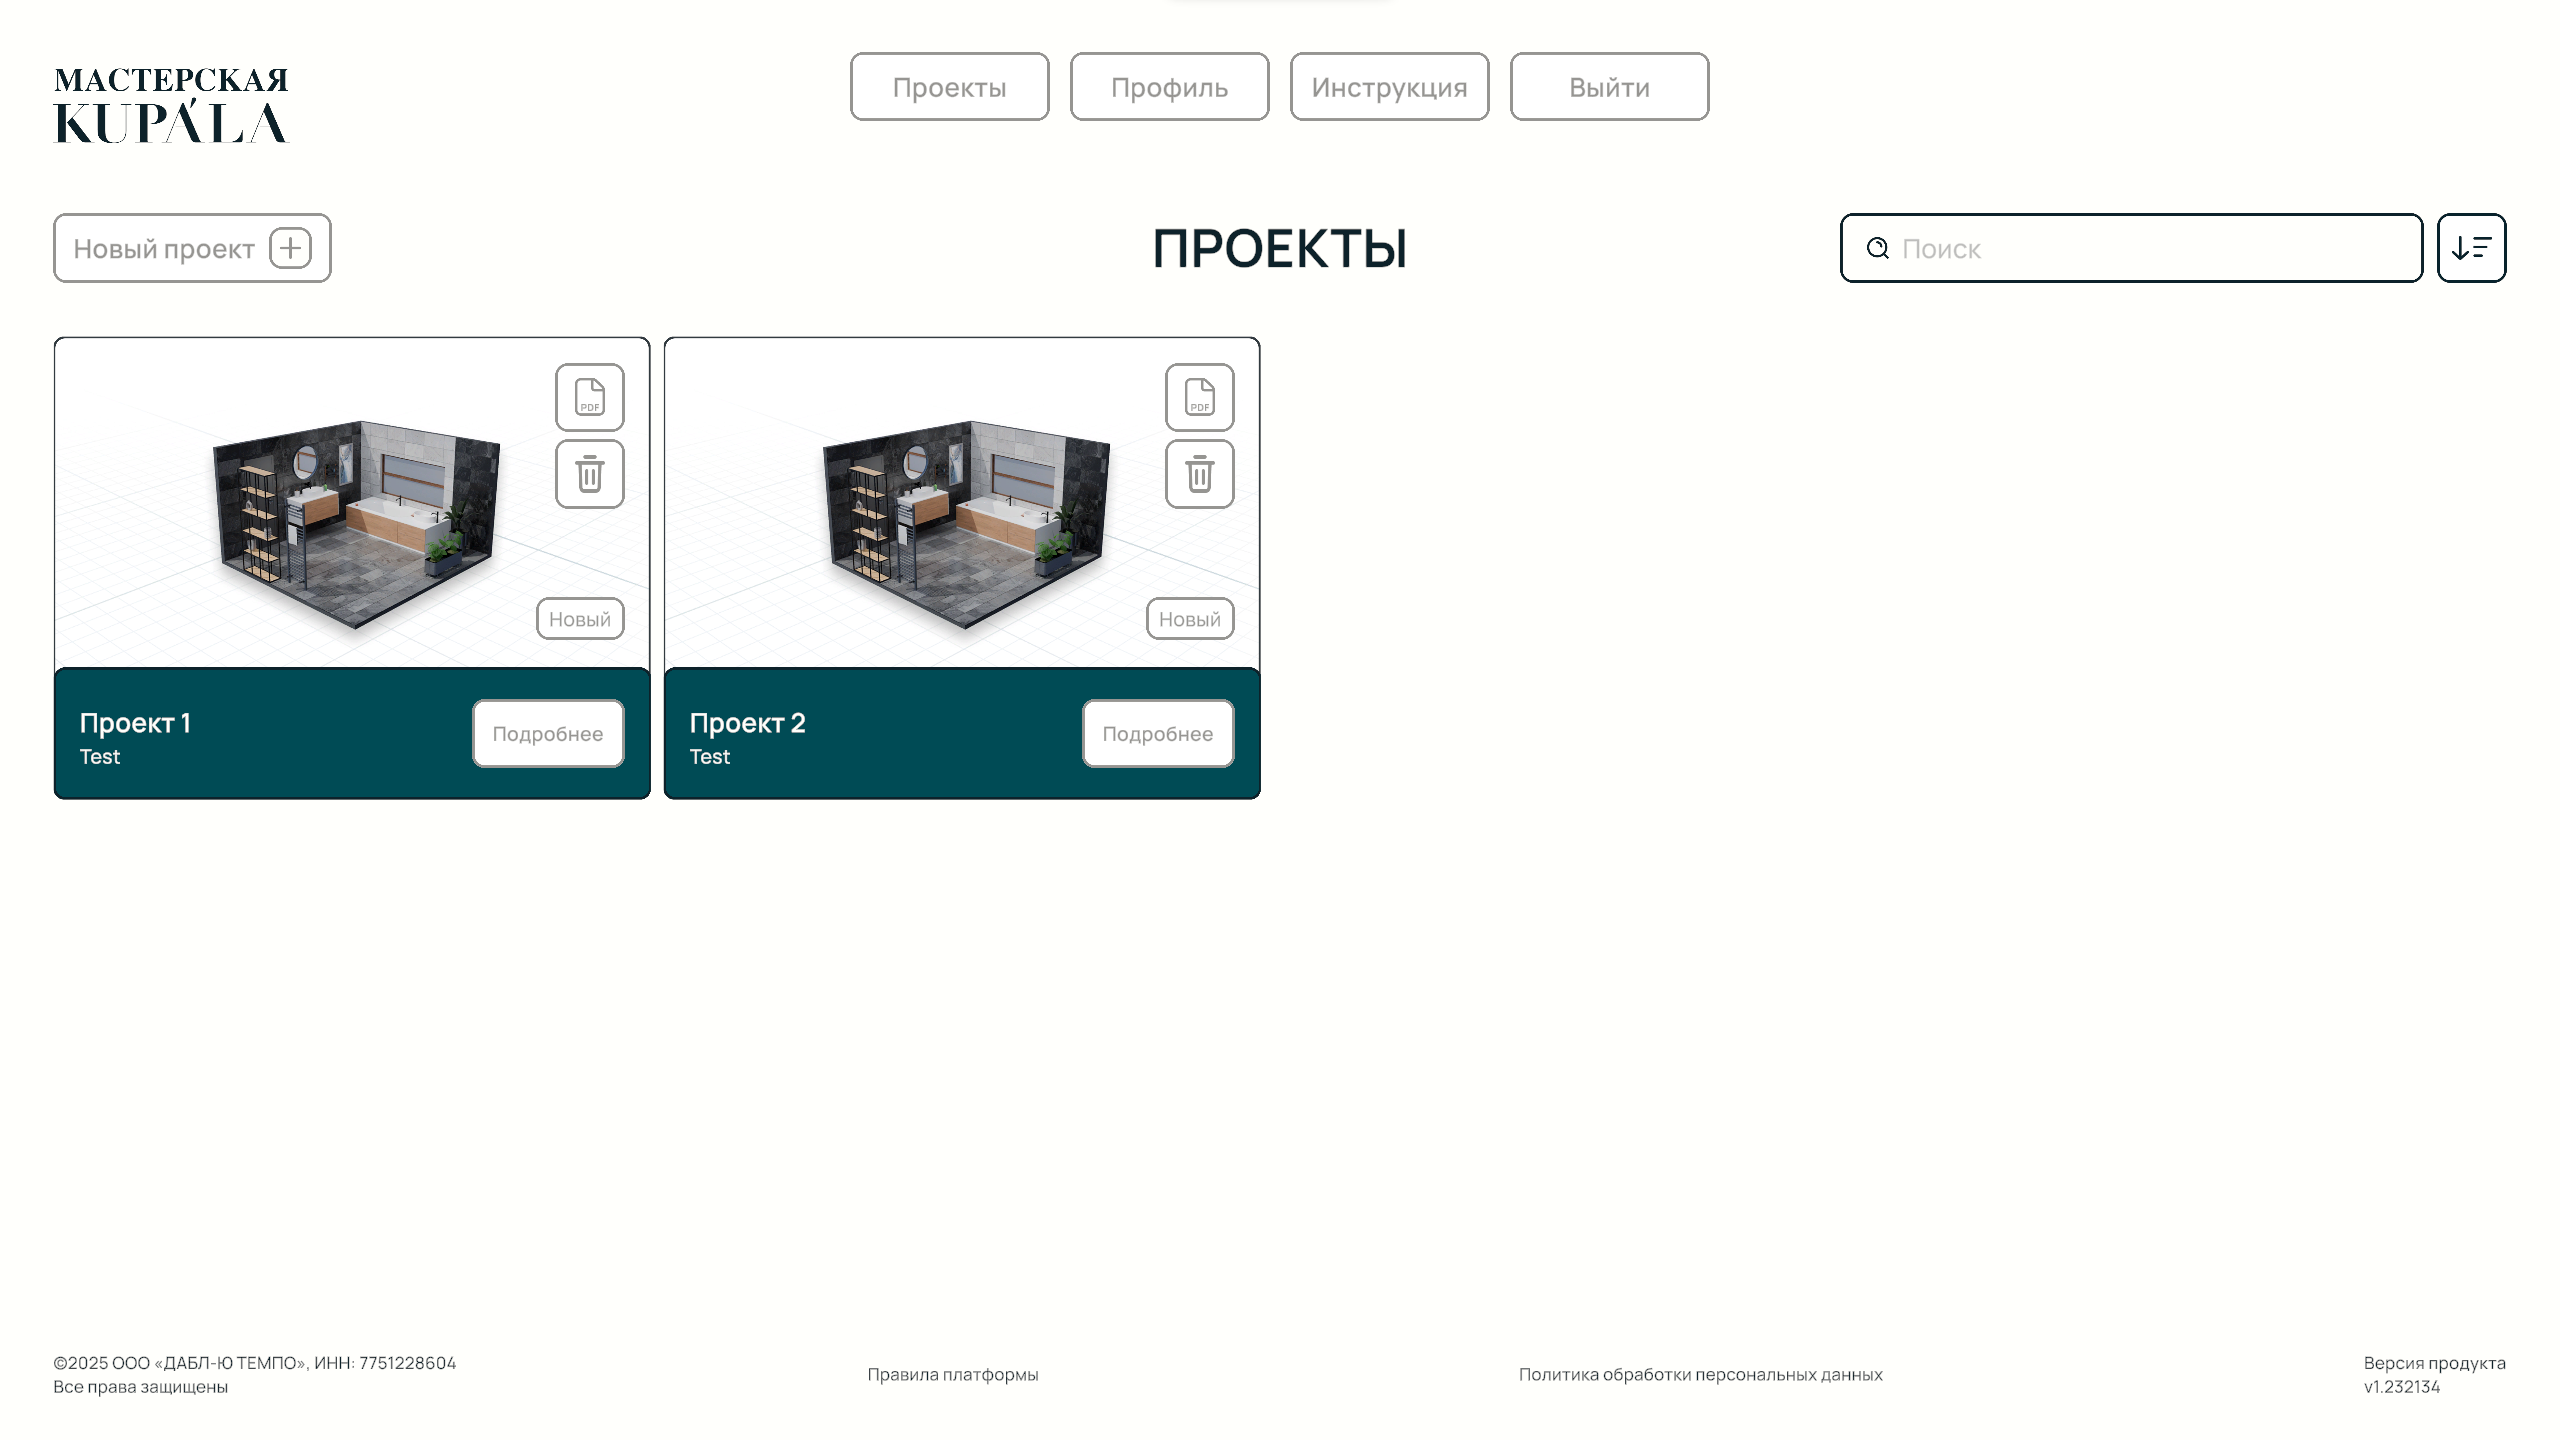 МАСТЕРСКАЯ
KUPÁLA
Проекты
Профиль
Инструкция
Выйти
Новый проект
ПРОЕКТЫ
Поиск
PDF
Новый
PDF
Новый
Проект 1
Test
Подробнее
Проект 2
Test
Подробнее
©2025 ООО «ДАБЛ-Ю ТЕМПО», ИНН: 7751228604
Все права защищены
Правила платформы
Политика обработки персональных данных
Версия продукта
v1.232134